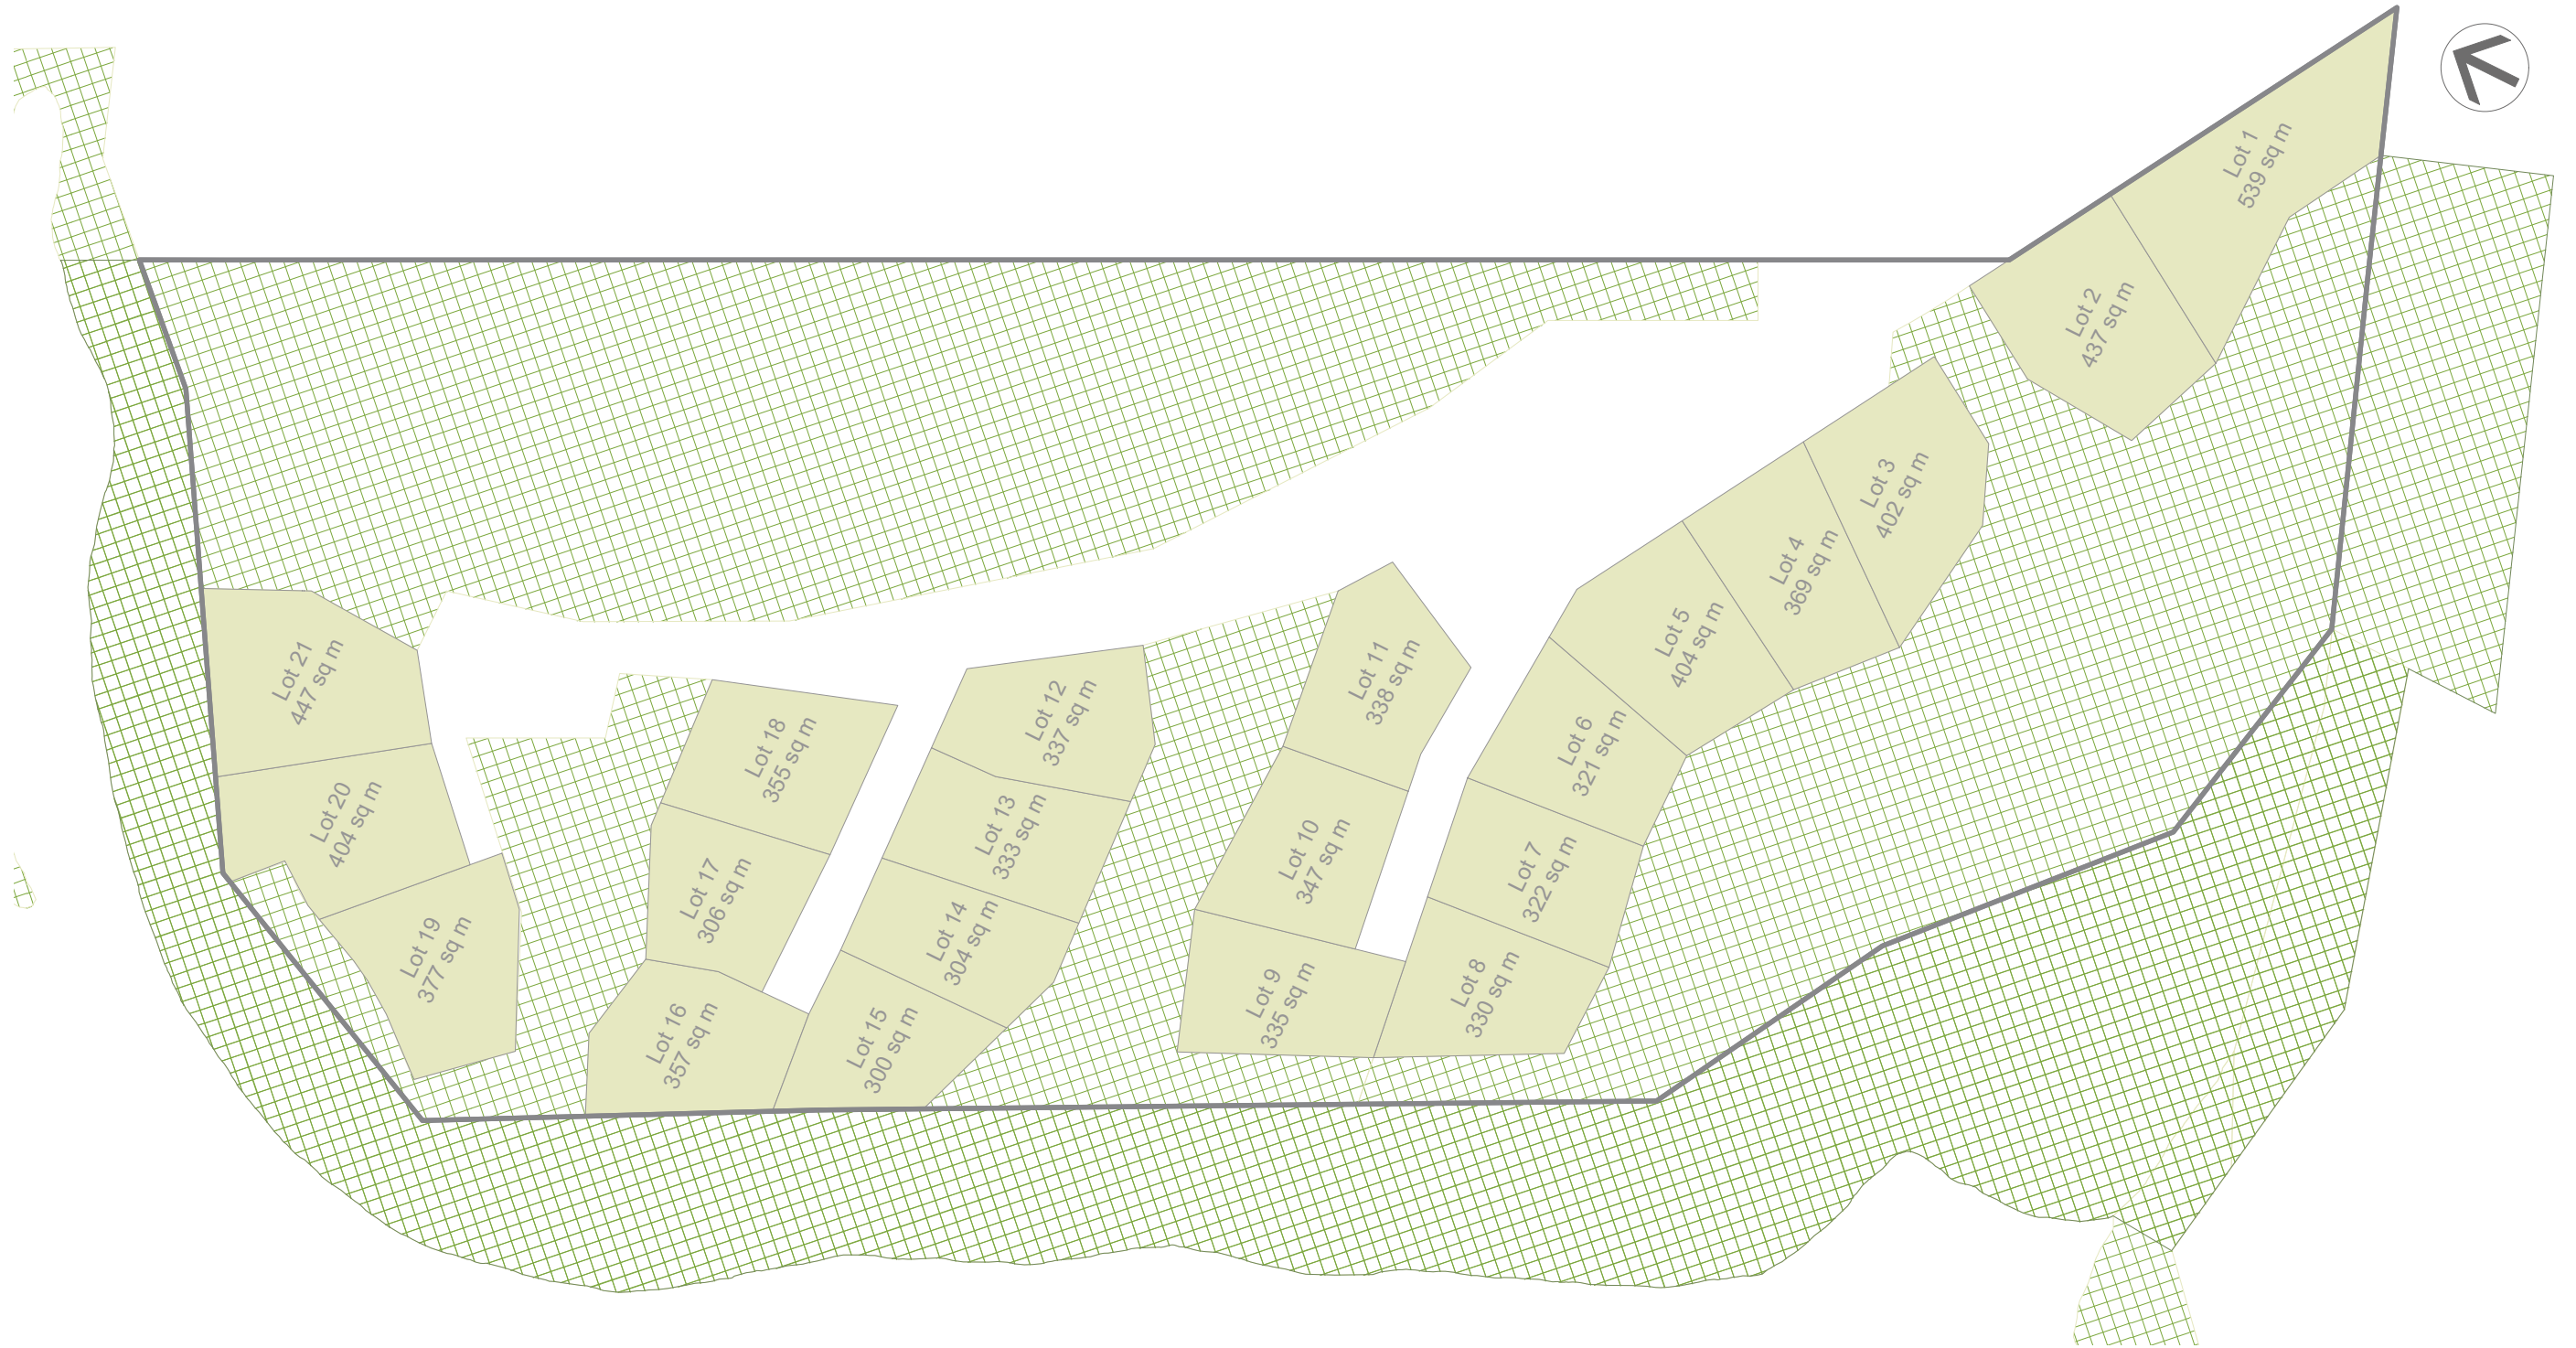 Lot 1
539 sq m
Lot 2
437 sq m
Lot 3
402 sq m
Lot 4
369 sq m
Lot 5
404 sq m
Lot 6
321 sq m
Lot 7
322 sq m
Lot 8
330 sq m
Lot 9
335 sq m
Lot 10
347 sq m
Lot 11
338 sq m
Lot 12
337 sq m
Lot 13
333 sq m
Lot 14
304 sq m
Lot 15
300 sq m
Lot 16
357 sq m
Lot 17
306 sq m
Lot 18
355 sq m
Lot 19
377 sq m
Lot 20
404 sq m
Lot 21
447 sq m